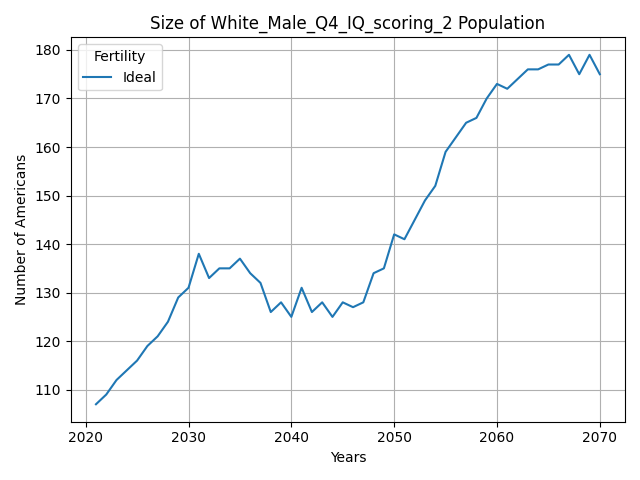 Size of White_Male_Q4_IQ_scoring_2 Population
Fertility
Ideal
Number of Americans
180
170
160
150
140
130
120
110
2020 2030 2040 2050 2060 2070
Years